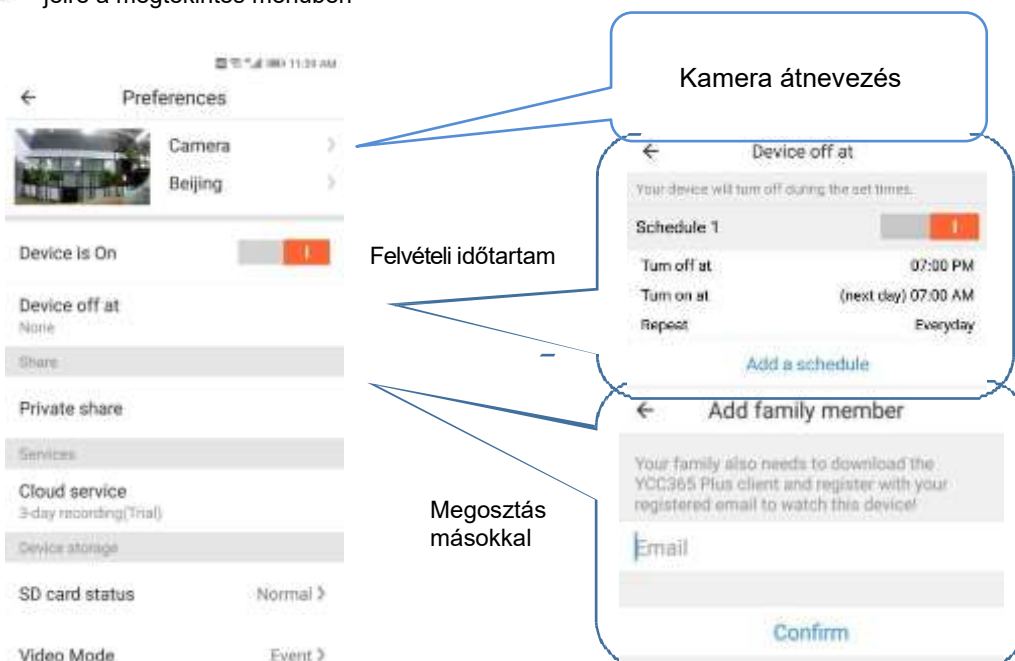 jelre a megtekintés menüben
11:39 AM
Preferences
Camera
Beijing
Device is On
Device off at
None
Share
Private share
Services
Cloud service
3-day recording(Trial)
Device storage
SD card status
Normal
Video Mode
Event
Kamera átnevezés
Felvételi időtartam
Device off at
Your device will turn off during the set times.
Schedule 1
Turn off at
07:00 PM
Turn on at
(next day) 07:00 AM
Repeat
Everyday
Add a schedule
Megosztás
másokkal
Add family member
Your family also needs to download the
YCC365 Plus client and register with your
registered email to watch this device!
Email
Confirm